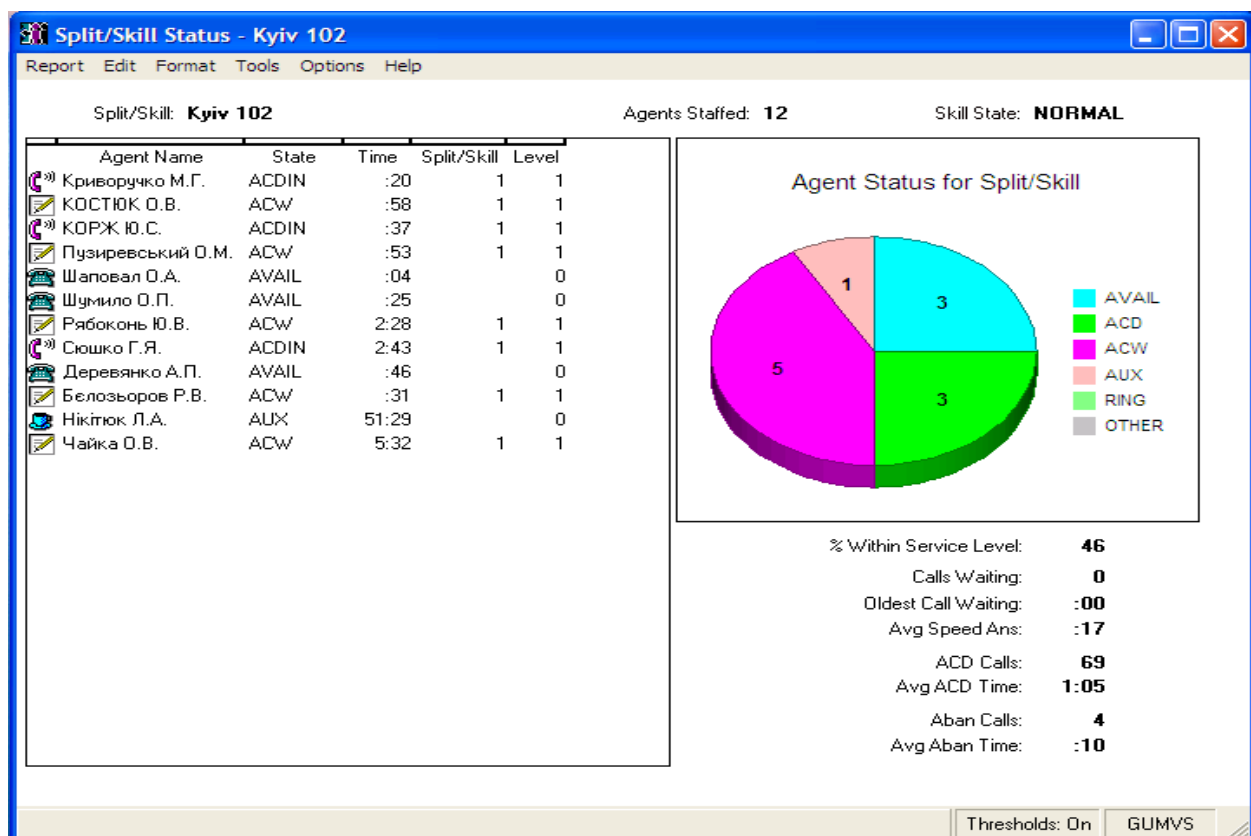 Split/Skill Status - Kyiv 102
Report Edit Format Tools Options Help
Split/Skill: Kyiv 102 Agents Staffed: 12 Skill State: NORMAL
Agent Name State Time Split/Skill Level
Криворучко М.Г. ACDIN :20 1 1
КОСТЮК О.В. ACW :58 1 1
КОРЖ Ю.С. ACDIN :37 1 1
Пузиревський О.М. ACW :53 1 1
Шаповал О.А. AVAIL :04 0
Шумило О.П. AVAIL :25 0
Рябоконь Ю.В. ACW 2:28 1 1
Сюшко Г.Я. ACDIN 2:43 1 1
Деревянко А.П. AVAIL :46 0
Бєлозьоров Р.В. ACW :31 1 1
Нікітюк Л.А. AUX 51:29 0
Чайка О.В. ACW 5:32 1 1
Agent Status for Split/Skill
1
3
5
3
AVAIL
ACD
ACW
AUX
RING
OTHER
% Within Service Level: 46
Calls Waiting: 0
Oldest Call Waiting: :00
Avg Speed Ans: :17
ACD Calls: 69
Avg ACD Time: 1:05
Aban Calls: 4
Avg Aban Time: :10
Thresholds: On GUMVS